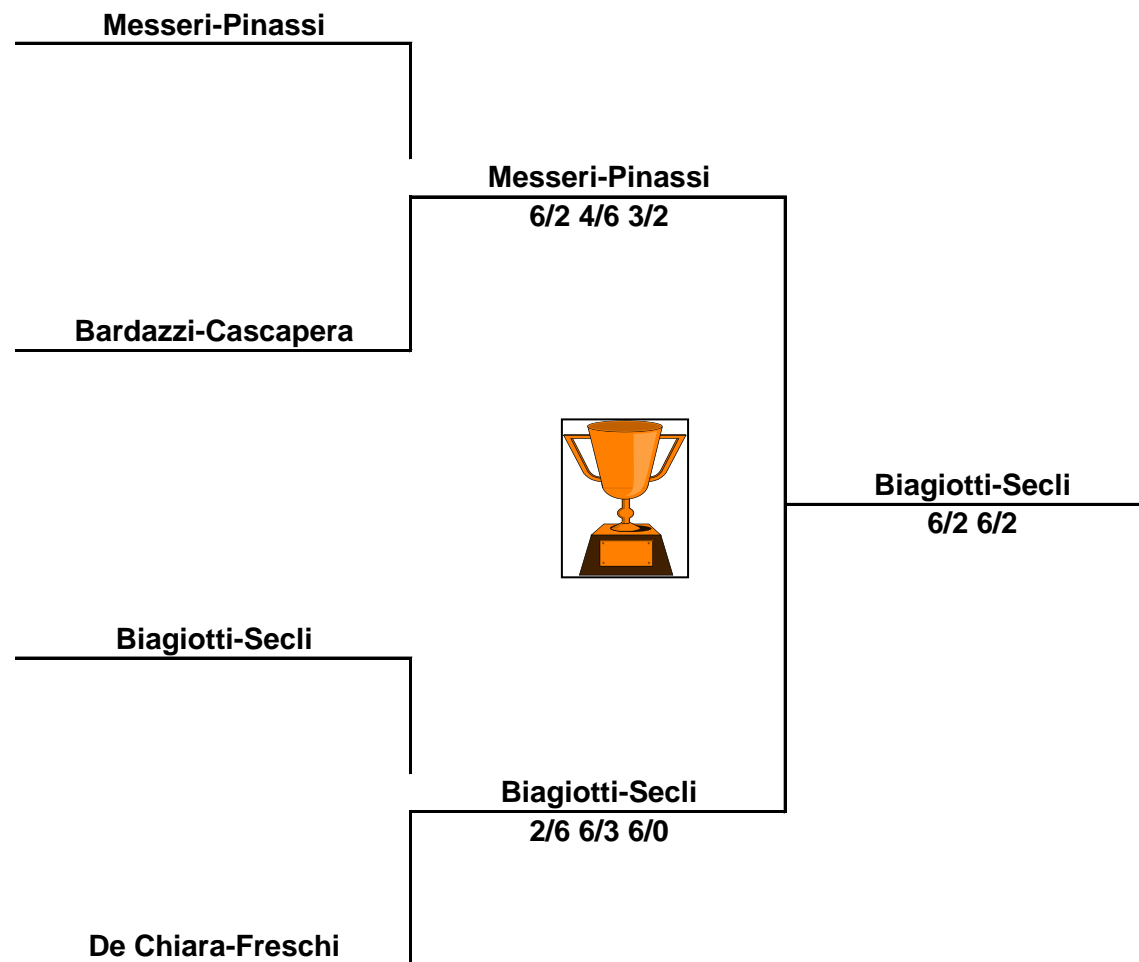 Messeri-Pinassi
Messeri-Pinassi
6/2 4/6 3/2
Bardazzi-Cascapera
Biagiotti-Secli
6/2 6/2
Biagiotti-Secli
Biagiotti-Secli
2/6 6/3 6/0
De Chiara-Freschi